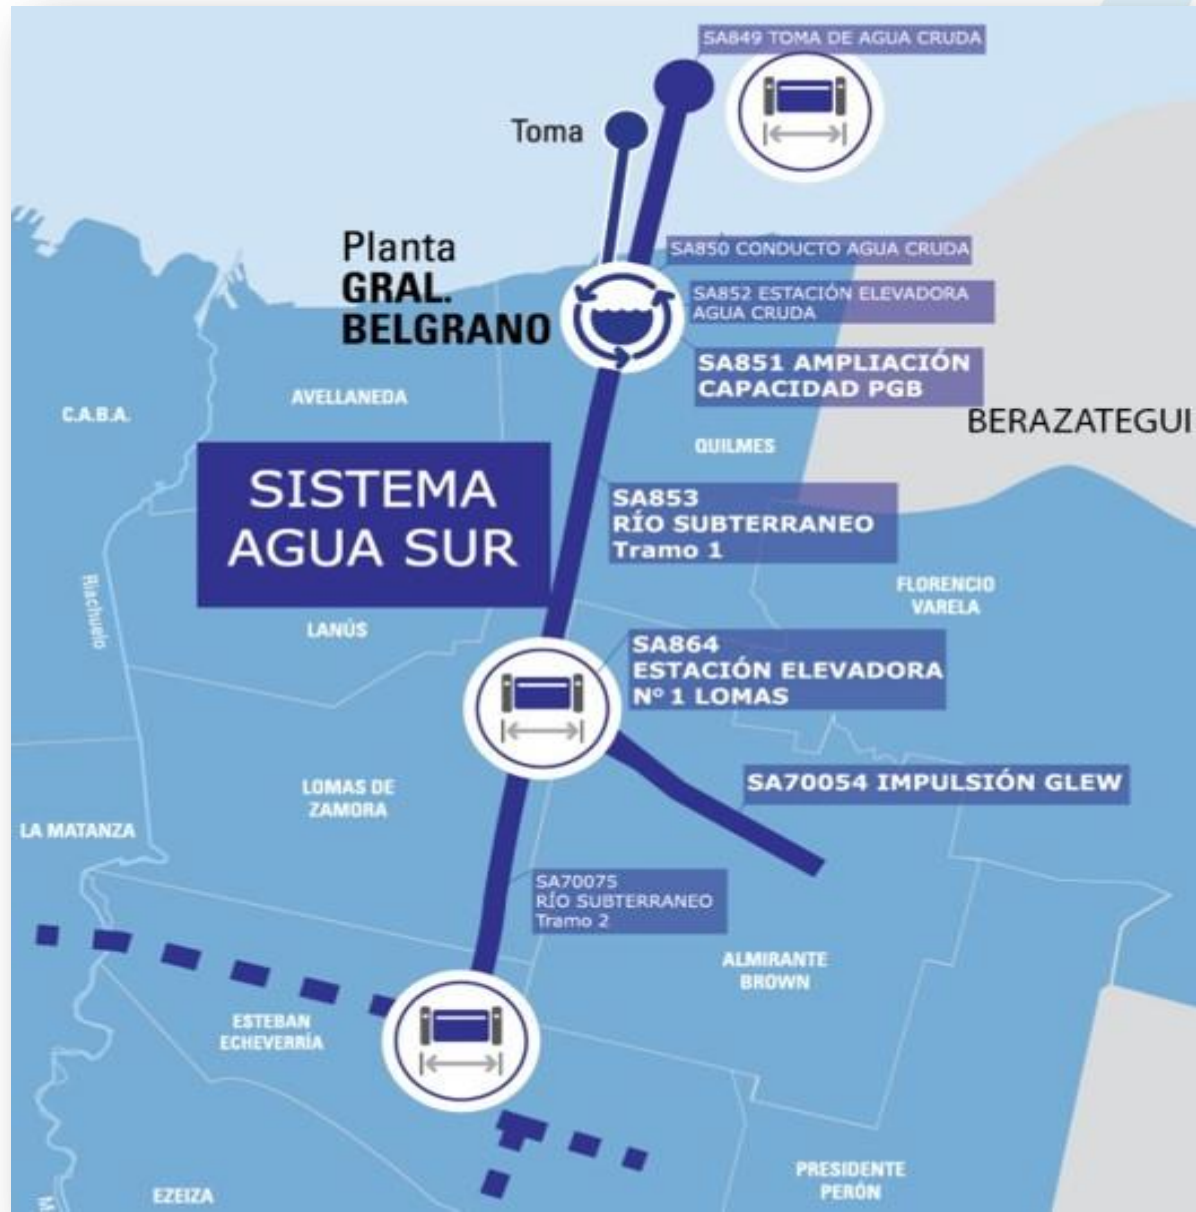 SA849 TOMA DE AGUA CRUDA
Toma
Planta
GRAL.
BELGRANO
SA850 CONDUCTO AGUA CRUDA
SA852 ESTACIÓN ELEVADORA
AGUA CRUDA
SA851 AMPLIACIÓN
CAPACIDAD PGB
AVELLANEDA
C.A.B.A.
BERAZATEGUI
QUILMES
SISTEMA
AGUA SUR
SA853
RÍO SUBTERRANEO
Tramo 1
Riachuelo
FLORENCIO
VARELA
LANÚS
SA864
ESTACIÓN ELEVADORA
Nº 1 LOMAS
LOMAS DE
ZAMORA
SA70054 IMPULSIÓN GLEW
LA MATANZA
SA70075
RÍO SUBTERRANEO
Tramo 2
ALMIRANTE
BROWN
ESTEBAN
ECHEVERRÍA
PRESIDENTE
PERÓN
EZEIZA